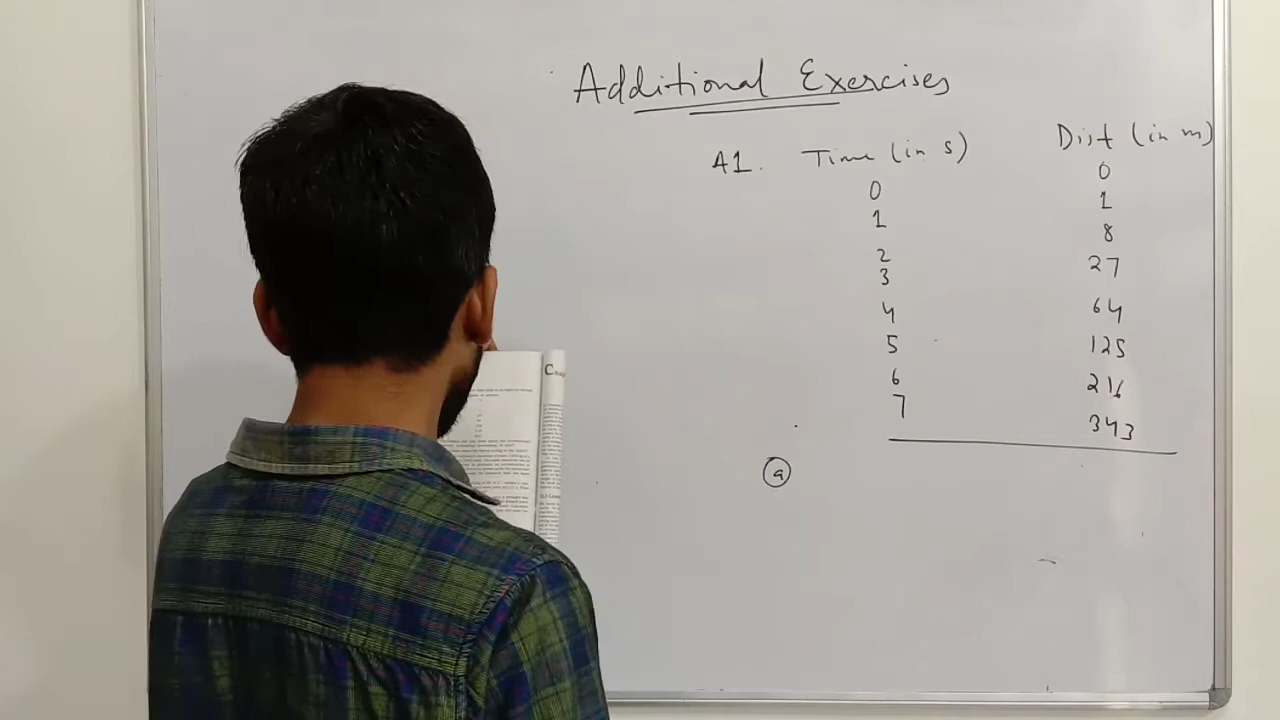 Additional Exercises
A1. Time (in s) Dist (in m)
0 0
1 1
2 8
3 27
4 64
5 125
6 216
7 343
a